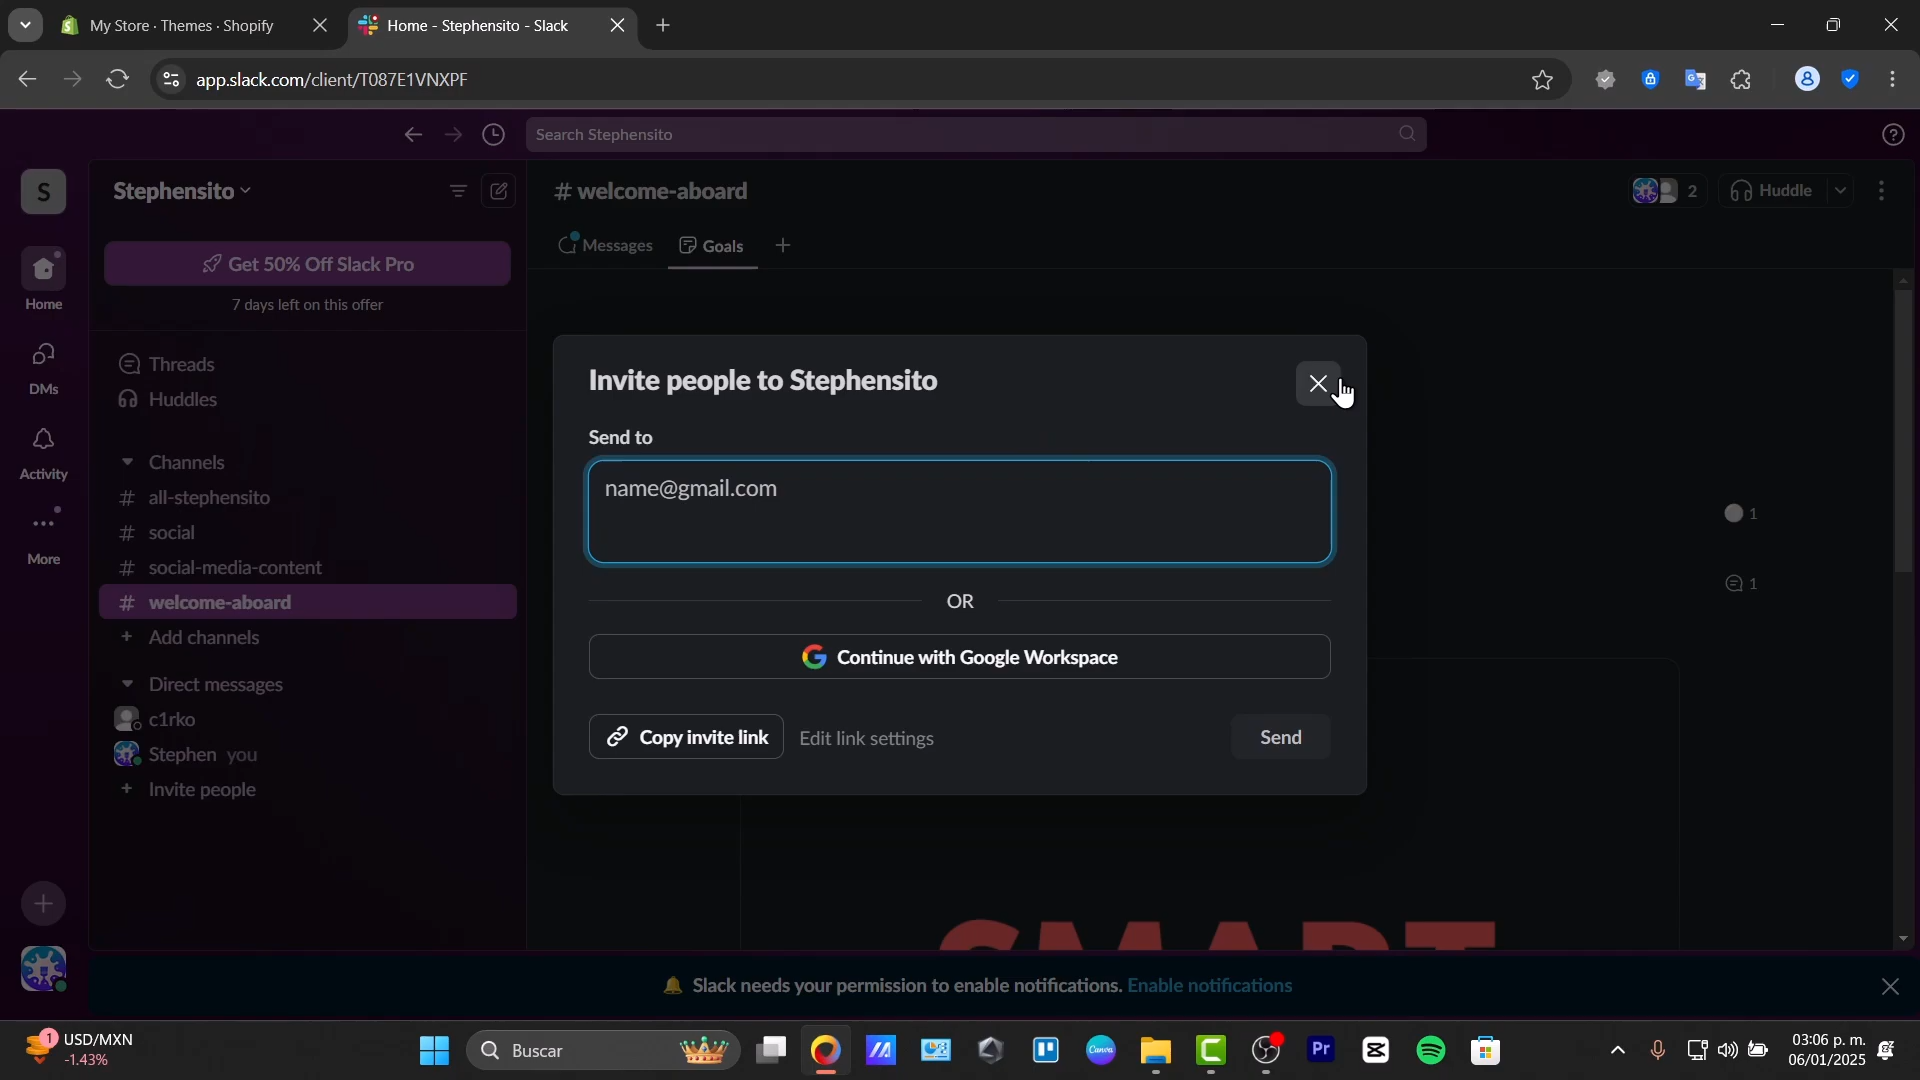 My Store · Themes · Shopify
Home - Stephensito - Slack
app.slack.com/client/T087E1VNXPF
Search Stephensito
S
Stephensito
# welcome-aboard
2
Huddle
Messages
Goals
Get 50% Off Slack Pro
7 days left on this offer
Home
DMs
Activity
More
Threads
Huddles
Channels
# all-stephensito
# social
# social-media-content
# welcome-aboard
+ Add channels
Direct messages
c1rko
Stephen you
+ Invite people
Invite people to Stephensito
Send to
name@gmail.com
OR
Continue with Google Workspace
Copy invite link
Edit link settings
Send
1
1
SMART
Slack needs your permission to enable notifications. Enable notifications
1
USD/MXN
-1.43%
Buscar
Canva
Pr
03:06 p. m.
06/01/2025